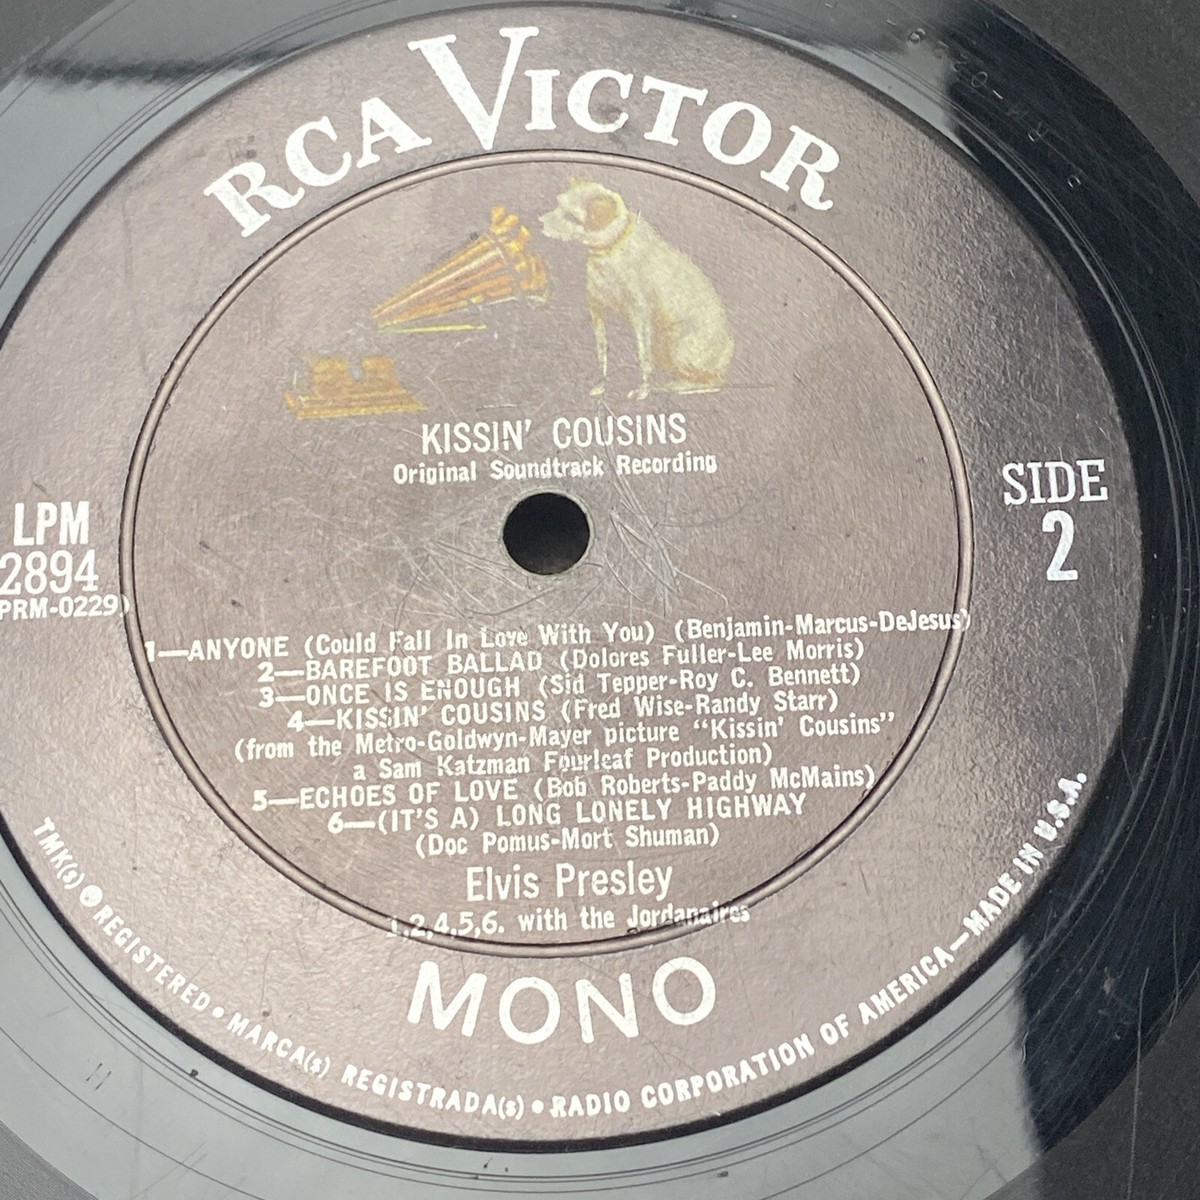 RCA VICTOR
KISSIN' COUSINS
Original Soundtrack Recording
LPM
2894
PRM-0229)
SIDE
2
1—ANYONE (Could Fall In Love With You) (Benjamin-Marcus-DeJesus)
2—BAREFOOT BALLAD (Dolores Fuller-Lee Morris)
3—ONCE IS ENOUGH (Sid Tepper-Roy C. Bennett)
4—KISSIN' COUSINS (Fred Wise-Randy Starr)
(from the Metro-Goldwyn-Mayer picture "Kissin' Cousins"
a Sam Katzman Fourleaf Production)
5—ECHOES OF LOVE (Bob Roberts-Paddy McMains)
6—(IT'S A) LONG LONELY HIGHWAY
(Doc Pomus-Mort Shuman)
Elvis Presley
1,2,4,5,6. with the Jordanaires
MONO
TMK(s) ® REGISTERED • MARCA(s) REGISTRADA(s) • RADIO CORPORATION OF AMERICA—MADE IN U.S.A.